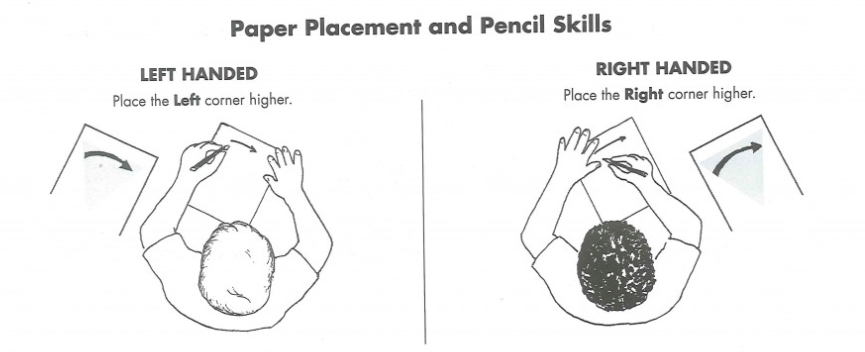 Paper Placement and Pencil Skills
LEFT HANDED
Place the Left corner higher.
RIGHT HANDED
Place the Right corner higher.